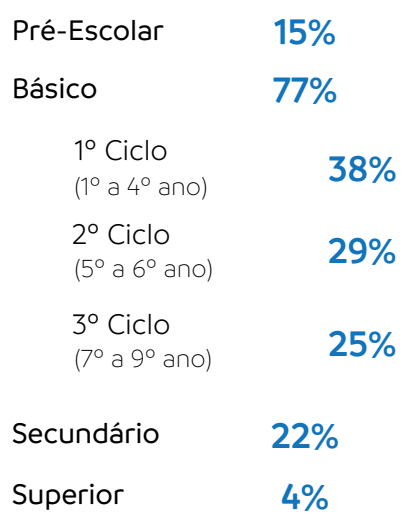 Pré-Escolar 15%
Básico 77%
1º Ciclo
(1º a 4º ano) 38%
2º Ciclo
(5º a 6º ano) 29%
3º Ciclo
(7º a 9º ano) 25%
Secundário 22%
Superior 4%